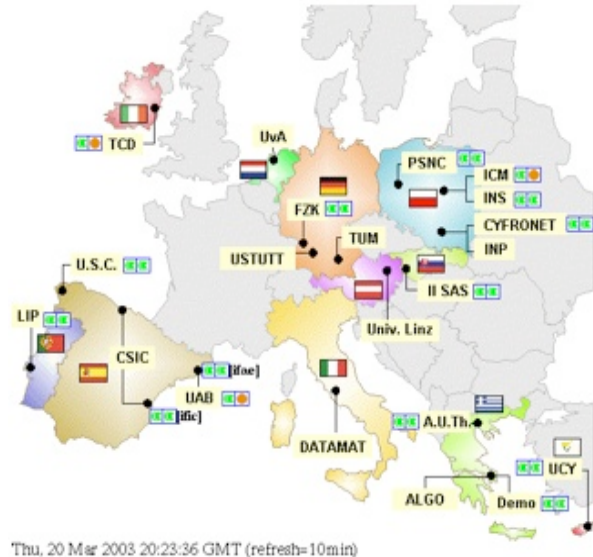 UvA
TCD
PSNC
ICM
INS
FZK
CYFRONET
TUM
INP
USTUTT
U.S.C.
II SAS
LIP
Univ. Linz
CSIC
[ifae]
UAB
[ific]
A.U.Th.
DATAMAT
UCY
ALGO
Demo
Thu, 20 Mar 2003 20:23:36 GMT (refresh=10min)